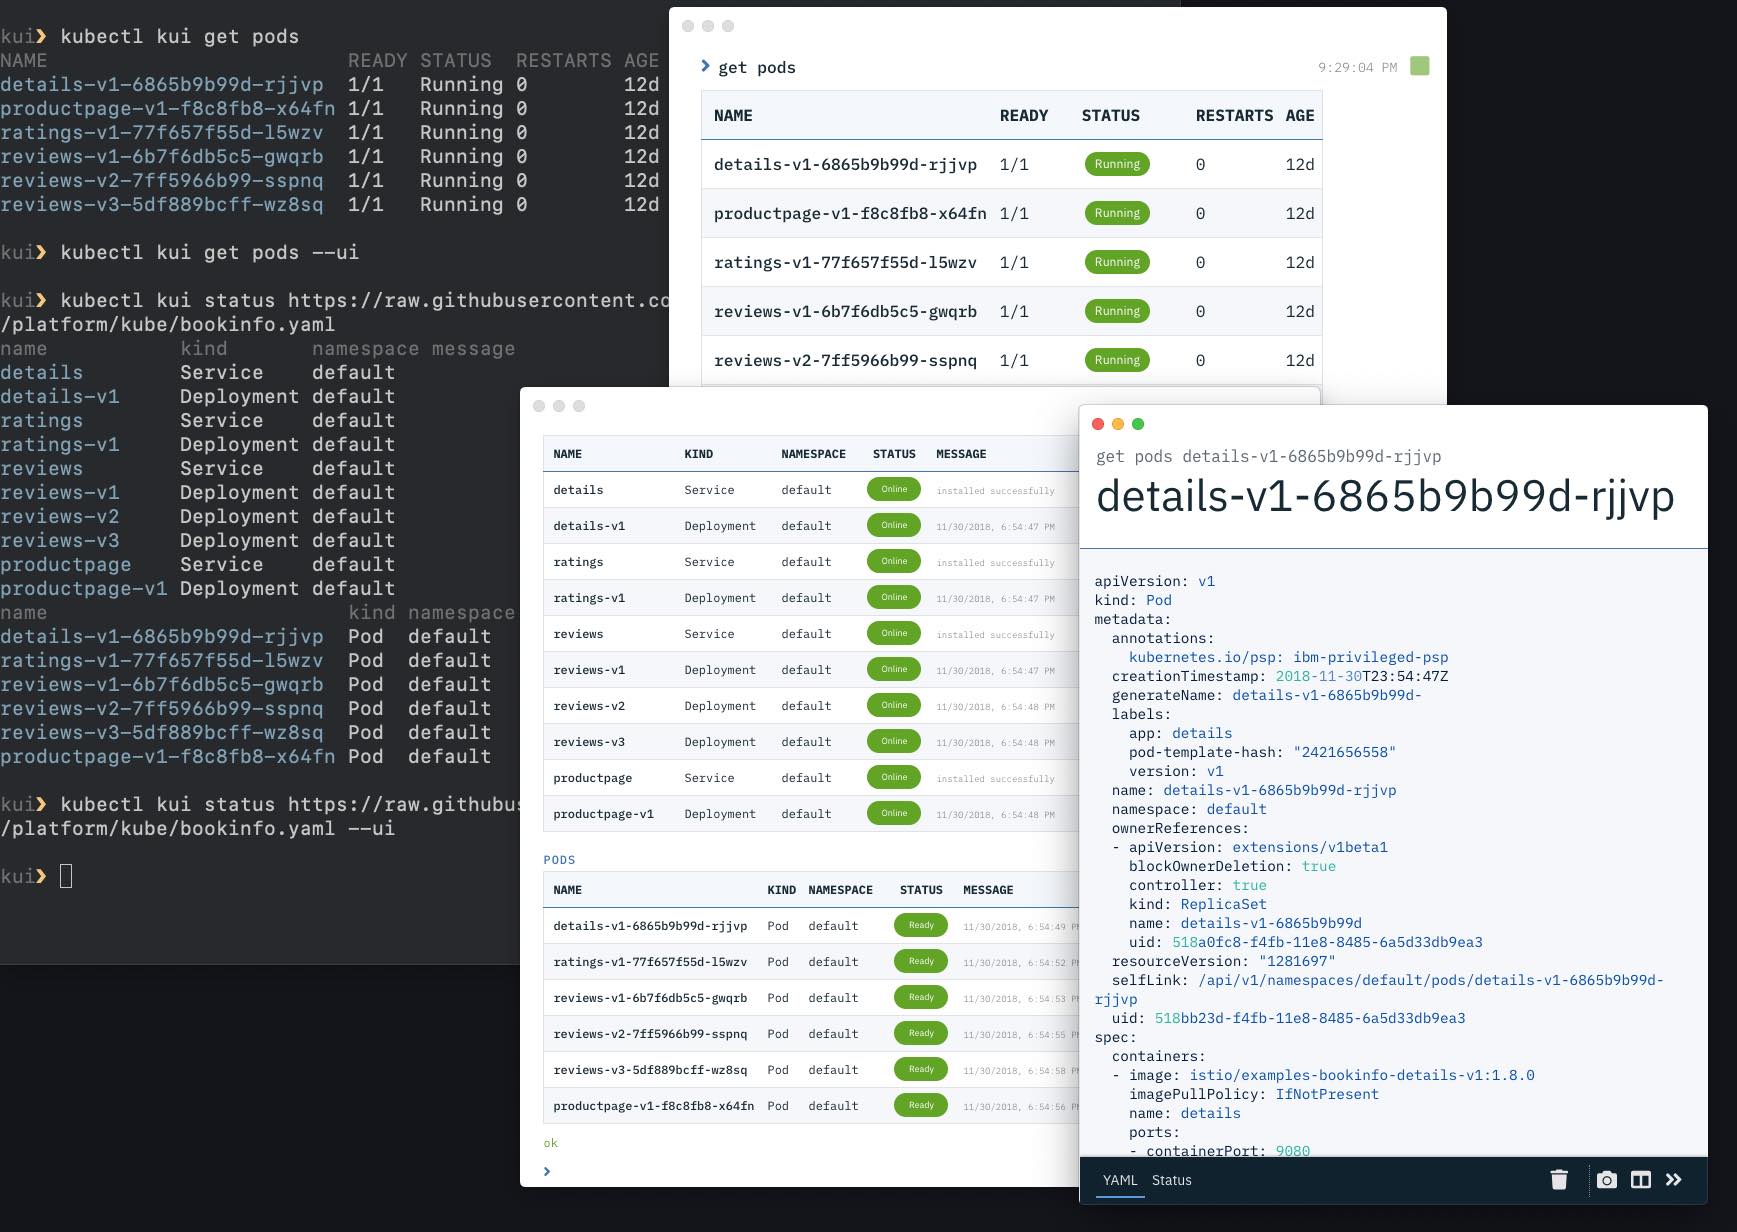 kui❯ kubectl kui get pods
NAME READY STATUS RESTARTS AGE
details-v1-6865b9b99d-rjjvp 1/1 Running 0 12d
productpage-v1-f8c8fb8-x64fn 1/1 Running 0 12d
ratings-v1-77f657f55d-l5wzv 1/1 Running 0 12d
reviews-v1-6b7f6db5c5-gwqrb 1/1 Running 0 12d
reviews-v2-7ff5966b99-sspnq 1/1 Running 0 12d
reviews-v3-5df889bcff-wz8sq 1/1 Running 0 12d
kui❯ kubectl kui get pods --ui
kui❯ kubectl kui status https://raw.githubusercontent.co
/platform/kube/bookinfo.yaml
name kind namespace message
details Service default
details-v1 Deployment default
ratings Service default
ratings-v1 Deployment default
reviews Service default
reviews-v1 Deployment default
reviews-v2 Deployment default
reviews-v3 Deployment default
productpage Service default
productpage-v1 Deployment default
name kind namespace
details-v1-6865b9b99d-rjjvp Pod default
ratings-v1-77f657f55d-l5wzv Pod default
reviews-v1-6b7f6db5c5-gwqrb Pod default
reviews-v2-7ff5966b99-sspnq Pod default
reviews-v3-5df889bcff-wz8sq Pod default
productpage-v1-f8c8fb8-x64fn Pod default
kui❯ kubectl kui status https://raw.githubus
/platform/kube/bookinfo.yaml --ui
kui❯
❯ get pods 9:29:04 PM
NAME READY STATUS RESTARTS AGE
details-v1-6865b9b99d-rjjvp 1/1 Running 0 12d
productpage-v1-f8c8fb8-x64fn 1/1 Running 0 12d
ratings-v1-77f657f55d-l5wzv 1/1 Running 0 12d
reviews-v1-6b7f6db5c5-gwqrb 1/1 Running 0 12d
reviews-v2-7ff5966b99-sspnq 1/1 Running 0 12d
NAME KIND NAMESPACE STATUS MESSAGE
details Service default Online installed successfully
details-v1 Deployment default Online 11/30/2018, 6:54:47 PM
ratings Service default Online installed successfully
ratings-v1 Deployment default Online 11/30/2018, 6:54:47 PM
reviews Service default Online installed successfully
reviews-v1 Deployment default Online 11/30/2018, 6:54:47 PM
reviews-v2 Deployment default Online 11/30/2018, 6:54:48 PM
reviews-v3 Deployment default Online 11/30/2018, 6:54:48 PM
productpage Service default Online installed successfully
productpage-v1 Deployment default Online 11/30/2018, 6:54:48 PM
PODS
NAME KIND NAMESPACE STATUS MESSAGE
details-v1-6865b9b99d-rjjvp Pod default Ready 11/30/2018, 6:54:49 PM
ratings-v1-77f657f55d-l5wzv Pod default Ready 11/30/2018, 6:54:52 PM
reviews-v1-6b7f6db5c5-gwqrb Pod default Ready 11/30/2018, 6:54:53 PM
reviews-v2-7ff5966b99-sspnq Pod default Ready 11/30/2018, 6:54:55 PM
reviews-v3-5df889bcff-wz8sq Pod default Ready 11/30/2018, 6:54:58 PM
productpage-v1-f8c8fb8-x64fn Pod default Ready 11/30/2018, 6:54:56 PM
ok
❯
get pods details-v1-6865b9b99d-rjjvp
details-v1-6865b9b99d-rjjvp
apiVersion: v1
kind: Pod
metadata:
  annotations:
    kubernetes.io/psp: ibm-privileged-psp
  creationTimestamp: 2018-11-30T23:54:47Z
  generateName: details-v1-6865b9b99d-
  labels:
    app: details
    pod-template-hash: "2421656558"
    version: v1
  name: details-v1-6865b9b99d-rjjvp
  namespace: default
  ownerReferences:
  - apiVersion: extensions/v1beta1
    blockOwnerDeletion: true
    controller: true
    kind: ReplicaSet
    name: details-v1-6865b9b99d
    uid: 518a0fc8-f4fb-11e8-8485-6a5d33db9ea3
  resourceVersion: "1281697"
  selfLink: /api/v1/namespaces/default/pods/details-v1-6865b9b99d-
rjjvp
  uid: 518bb23d-f4fb-11e8-8485-6a5d33db9ea3
spec:
  containers:
  - image: istio/examples-bookinfo-details-v1:1.8.0
    imagePullPolicy: IfNotPresent
    name: details
    ports:
    - containerPort: 9080
YAML Status